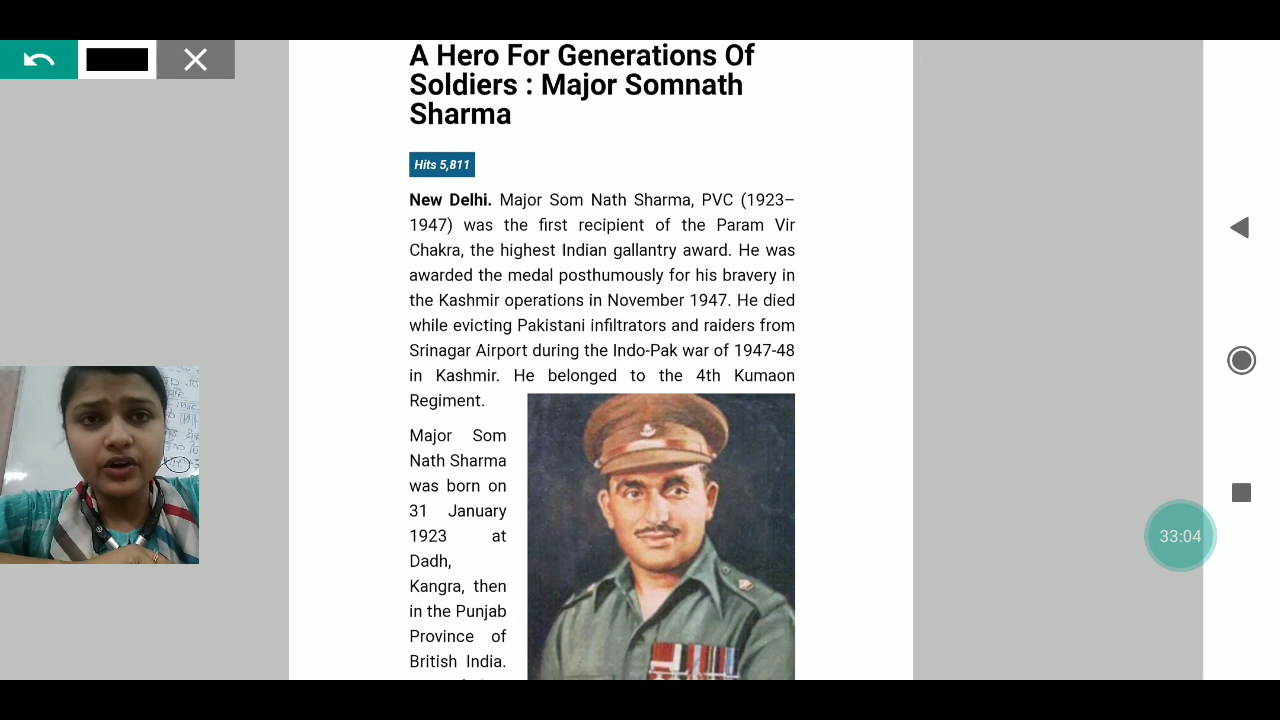 A Hero For Generations Of
Soldiers : Major Somnath
Sharma
Hits 5,811
New Delhi. Major Som Nath Sharma, PVC (1923–
1947) was the first recipient of the Param Vir
Chakra, the highest Indian gallantry award. He was
awarded the medal posthumously for his bravery in
the Kashmir operations in November 1947. He died
while evicting Pakistani infiltrators and raiders from
Srinagar Airport during the Indo-Pak war of 1947-48
in Kashmir. He belonged to the 4th Kumaon
Regiment.
Major Som
Nath Sharma
was born on
31 January
1923 at
Dadh,
Kangra, then
in the Punjab
Province of
British India.
33:04